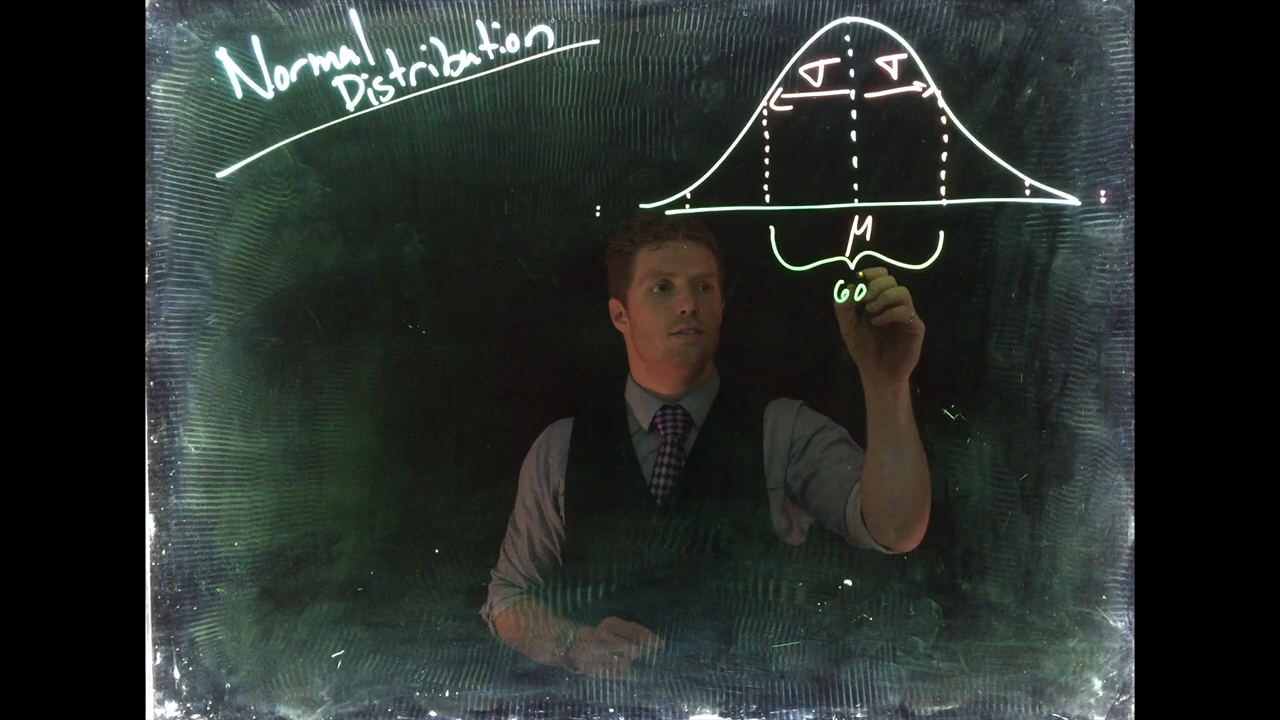 Normal
Distribution
σ σ
μ
60